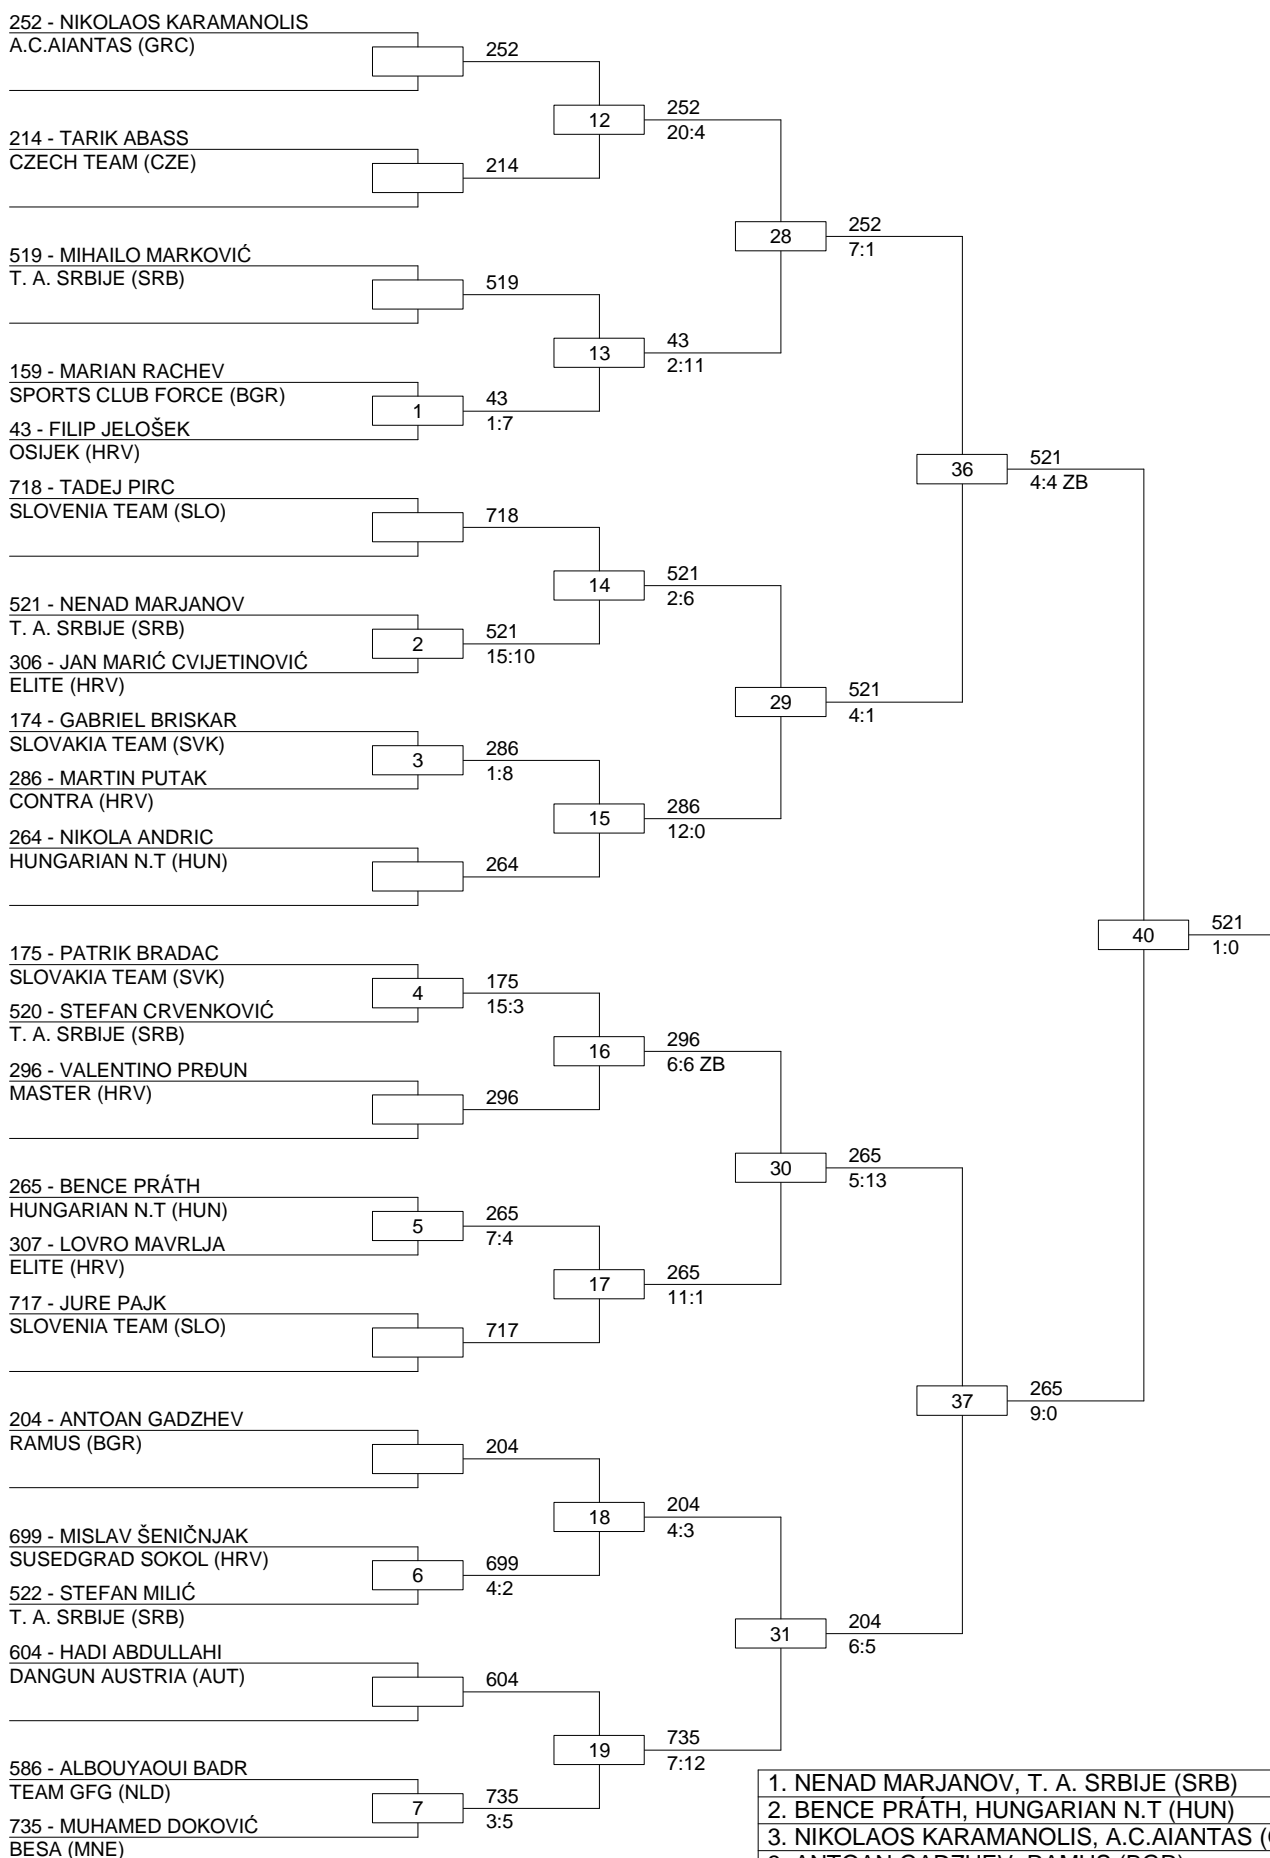 252 - NIKOLAOS KARAMANOLIS
A.C.AIANTAS (GRC)
252
12
252
20:4
214 - TARIK ABASS
CZECH TEAM (CZE)
214
28
252
7:1
519 - MIHAILO MARKOVIĆ
T. A. SRBIJE (SRB)
519
13
43
2:11
159 - MARIAN RACHEV
SPORTS CLUB FORCE (BGR)
1
43
1:7
43 - FILIP JELOŠEK
OSIJEK (HRV)
36
521
4:4 ZB
718 - TADEJ PIRC
SLOVENIA TEAM (SLO)
718
14
521
2:6
521 - NENAD MARJANOV
T. A. SRBIJE (SRB)
2
521
15:10
306 - JAN MARIĆ CVIJETINOVIĆ
ELITE (HRV)
29
521
4:1
174 - GABRIEL BRISKAR
SLOVAKIA TEAM (SVK)
3
286
1:8
286 - MARTIN PUTAK
CONTRA (HRV)
15
286
12:0
264 - NIKOLA ANDRIC
HUNGARIAN N.T (HUN)
264
40
521
1:0
175 - PATRIK BRADAC
SLOVAKIA TEAM (SVK)
4
175
15:3
520 - STEFAN CRVENKOVIĆ
T. A. SRBIJE (SRB)
16
296
6:6 ZB
296 - VALENTINO PRĐUN
MASTER (HRV)
296
30
265
5:13
265 - BENCE PRÁTH
HUNGARIAN N.T (HUN)
5
265
7:4
307 - LOVRO MAVRLJA
ELITE (HRV)
17
265
11:1
717 - JURE PAJK
SLOVENIA TEAM (SLO)
717
37
265
9:0
204 - ANTOAN GADZHEV
RAMUS (BGR)
204
18
204
4:3
699 - MISLAV ŠENIČNJAK
SUSEDGRAD SOKOL (HRV)
6
699
4:2
522 - STEFAN MILIĆ
T. A. SRBIJE (SRB)
31
204
6:5
604 - HADI ABDULLAHI
DANGUN AUSTRIA (AUT)
604
19
735
7:12
586 - ALBOUYAOUI BADR
TEAM GFG (NLD)
7
735
3:5
735 - MUHAMED DOKOVIĆ
BESA (MNE)
1. NENAD MARJANOV, T. A. SRBIJE (SRB)
2. BENCE PRÁTH, HUNGARIAN N.T (HUN)
3. NIKOLAOS KARAMANOLIS, A.C.AIANTAS (
3. ANTOAN GADZHEV, RAMUS (BGR)